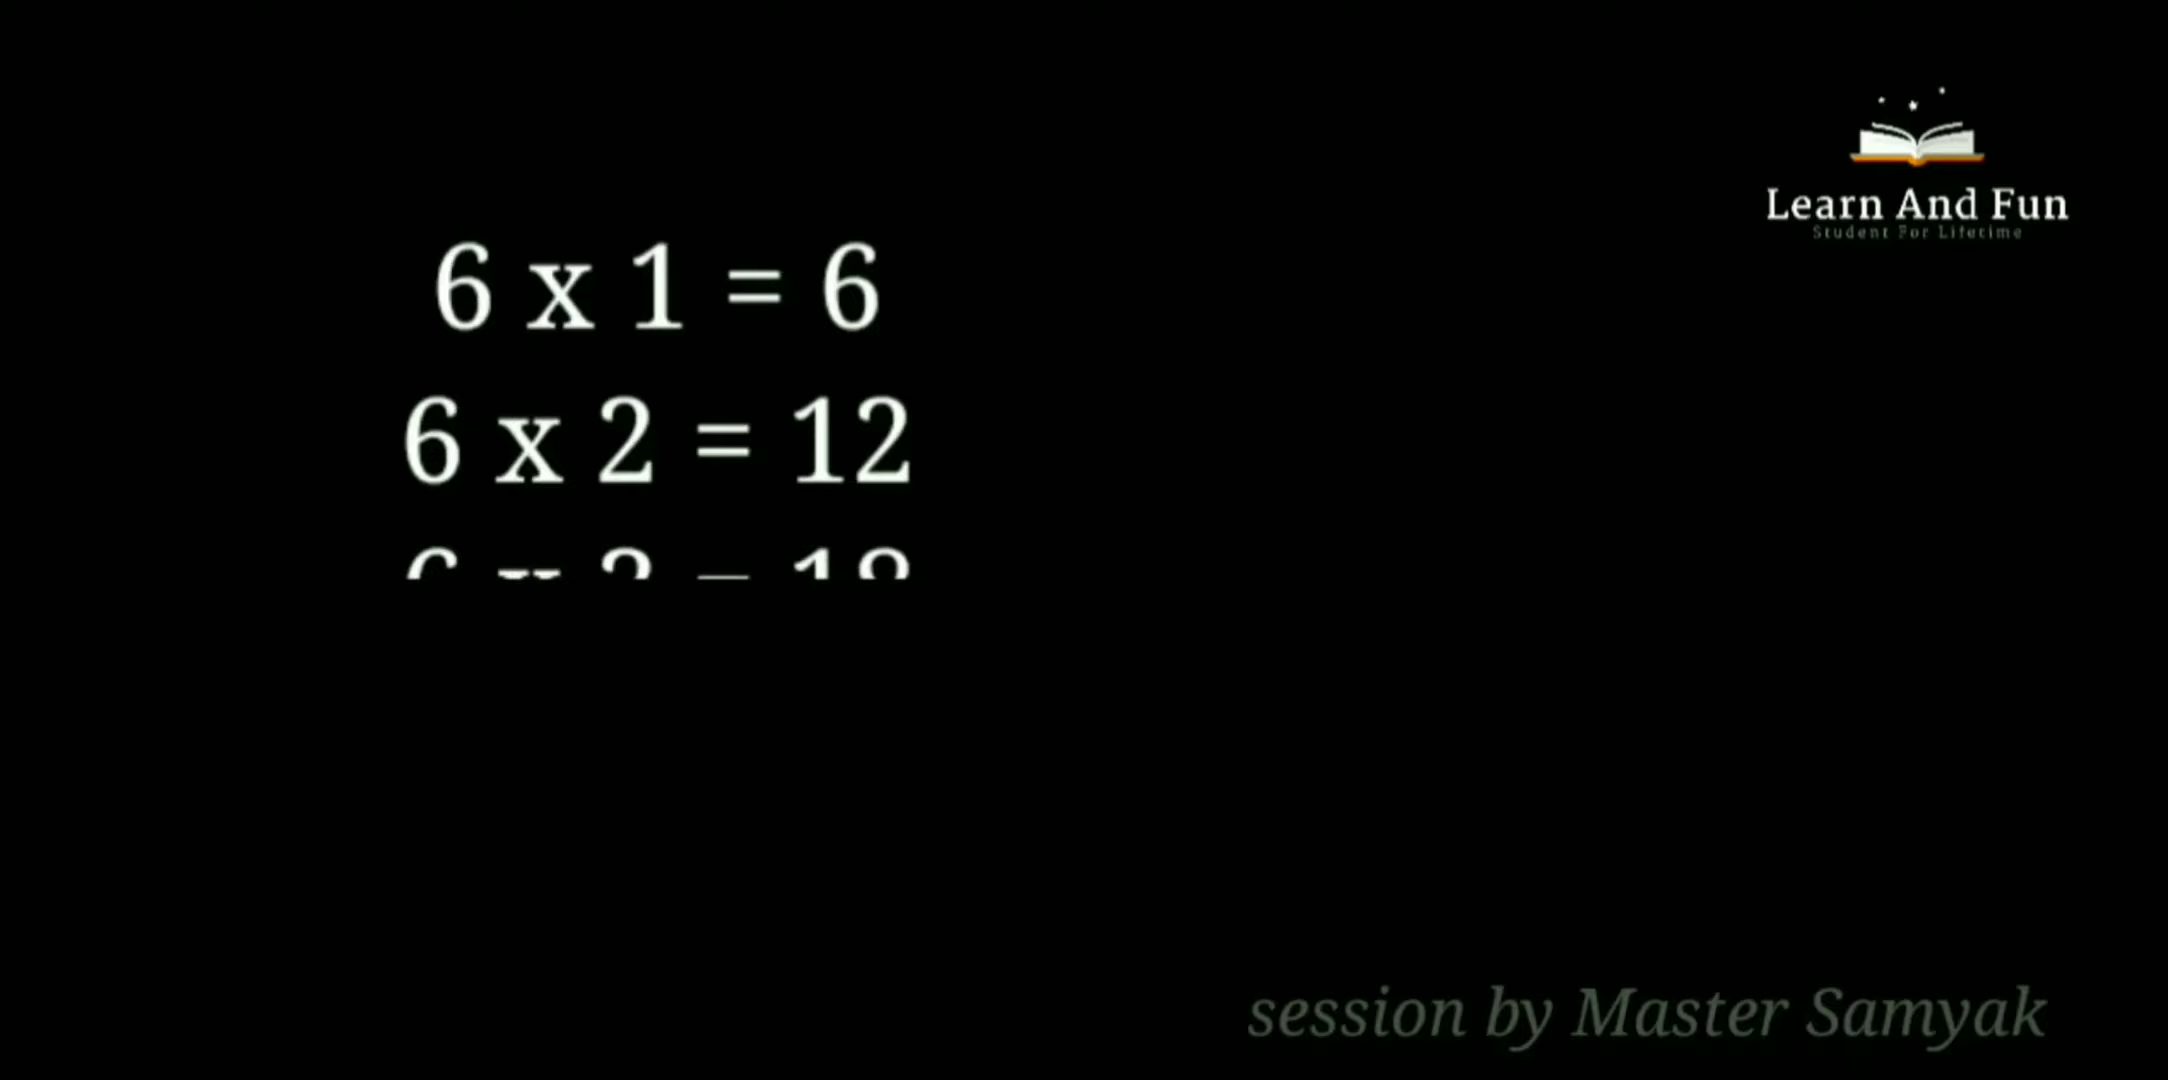 Learn And Fun
Student For Lifetime
6 x 1 = 6
6 x 2 = 12
session by Master Samyak